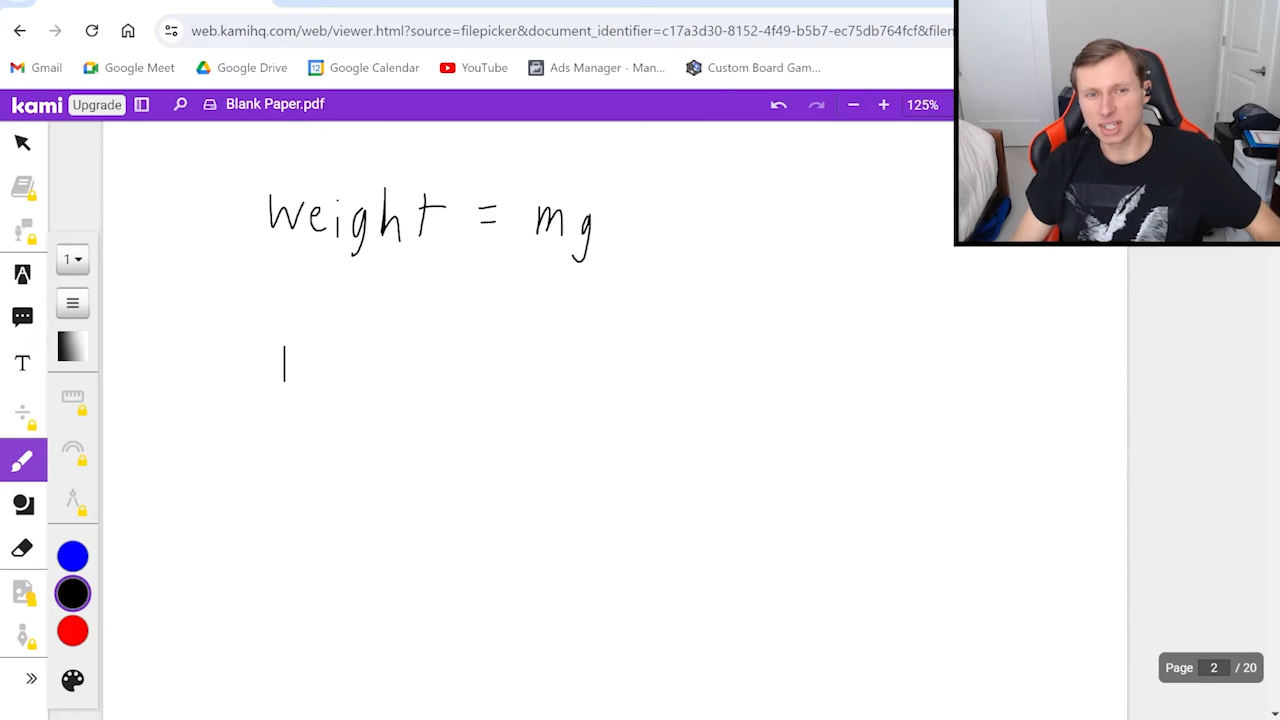 web.kamihq.com/web/viewer.html?source=filepicker&document_identifier=c17a3d30-8152-4f49-b5b7-ec75db764fcf&filen
Gmail Google Meet Google Drive 12 Google Calendar YouTube Ads Manager - Man... Custom Board Gam...
kami Upgrade Blank Paper.pdf 125%
weight = mg
1
T
Page 2 / 20